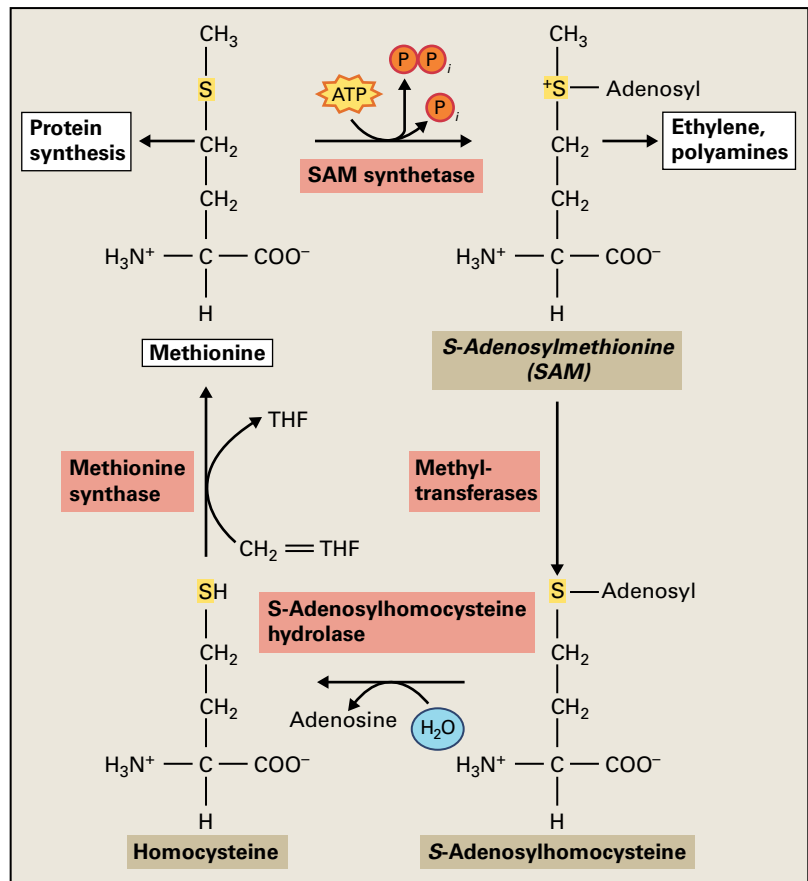 CH₃
S
CH₂
CH₂
H₃N⁺ — C — COO⁻
H
Protein
synthesis
Methionine
ATP
P P i
P i
SAM synthetase
CH₃
⁺S — Adenosyl
CH₂
CH₂
H₃N⁺ — C — COO⁻
H
Ethylene,
polyamines
S-Adenosylmethionine
(SAM)
THF
Methionine
synthase
CH₂ = THF
Methyl-
transferases
SH
CH₂
CH₂
H₃N⁺ — C — COO⁻
H
Homocysteine
S-Adenosylhomocysteine
hydrolase
Adenosine
H₂O
S — Adenosyl
CH₂
CH₂
H₃N⁺ — C — COO⁻
H
S-Adenosylhomocysteine